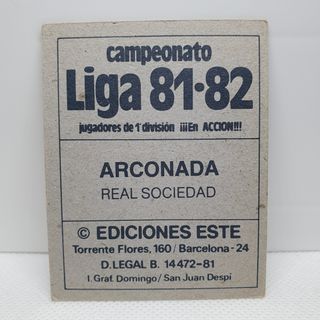 campeonato
Liga 81-82
jugadores de 1ª división ¡¡¡En ACCION!!!
ARCONADA
REAL SOCIEDAD
© EDICIONES ESTE
Torrente Flores, 160/Barcelona-24
D. LEGAL B. 14472-81
I. Graf. Domingo/San Juan Despí